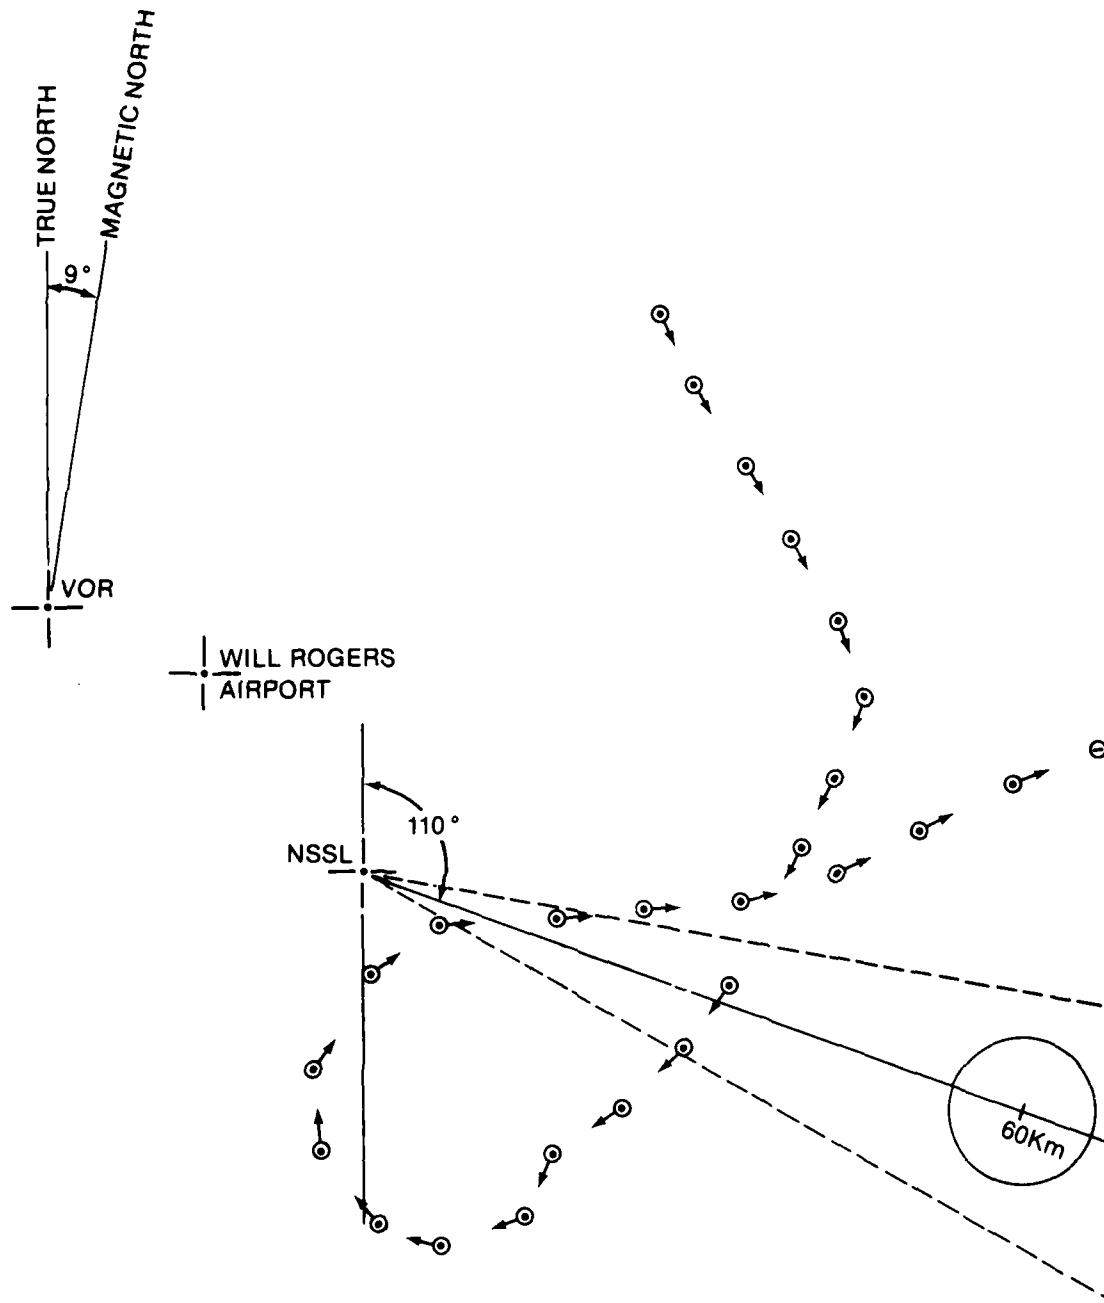 TRUE NORTH
MAGNETIC NORTH
9°
VOR
WILL ROGERS
AIRPORT
110°
NSSL
60Km